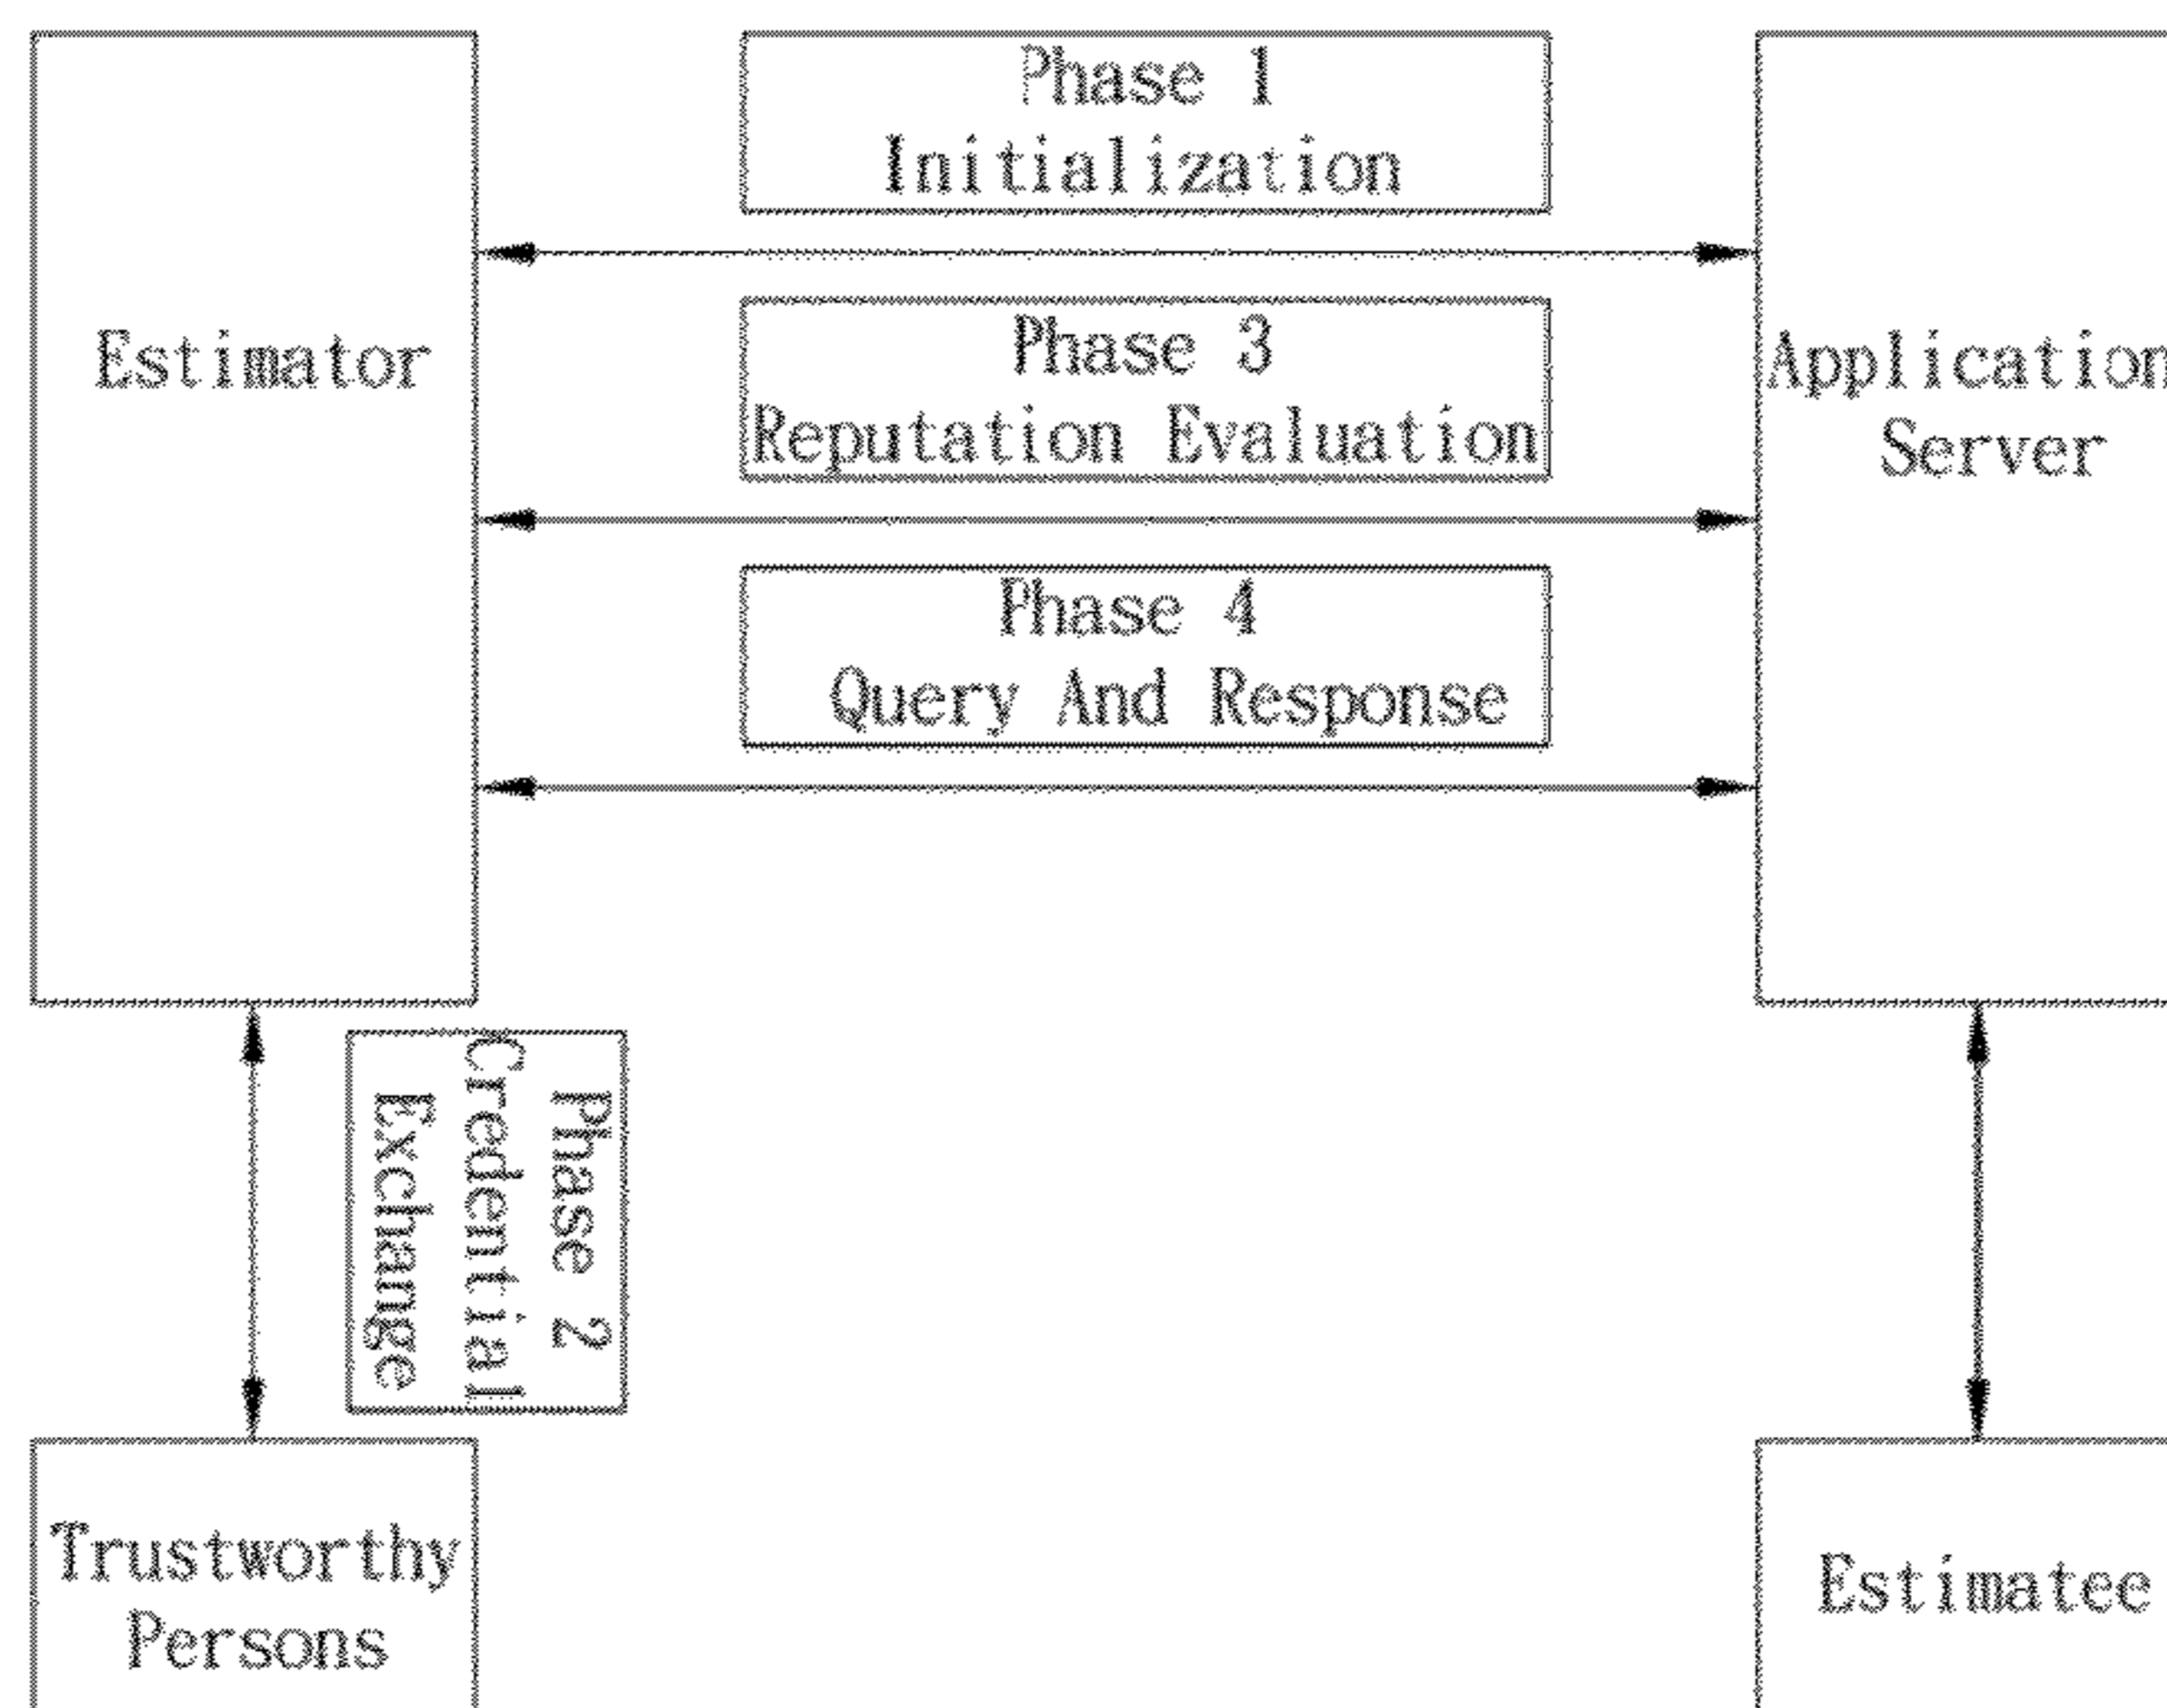 Phase 1
Initialization
Estimator
Phase 3
Reputation Evaluation
Application
Server
Phase 4
Query And Response
Phase 2
Credential
Exchange
Trustworthy
Persons
Estimatee